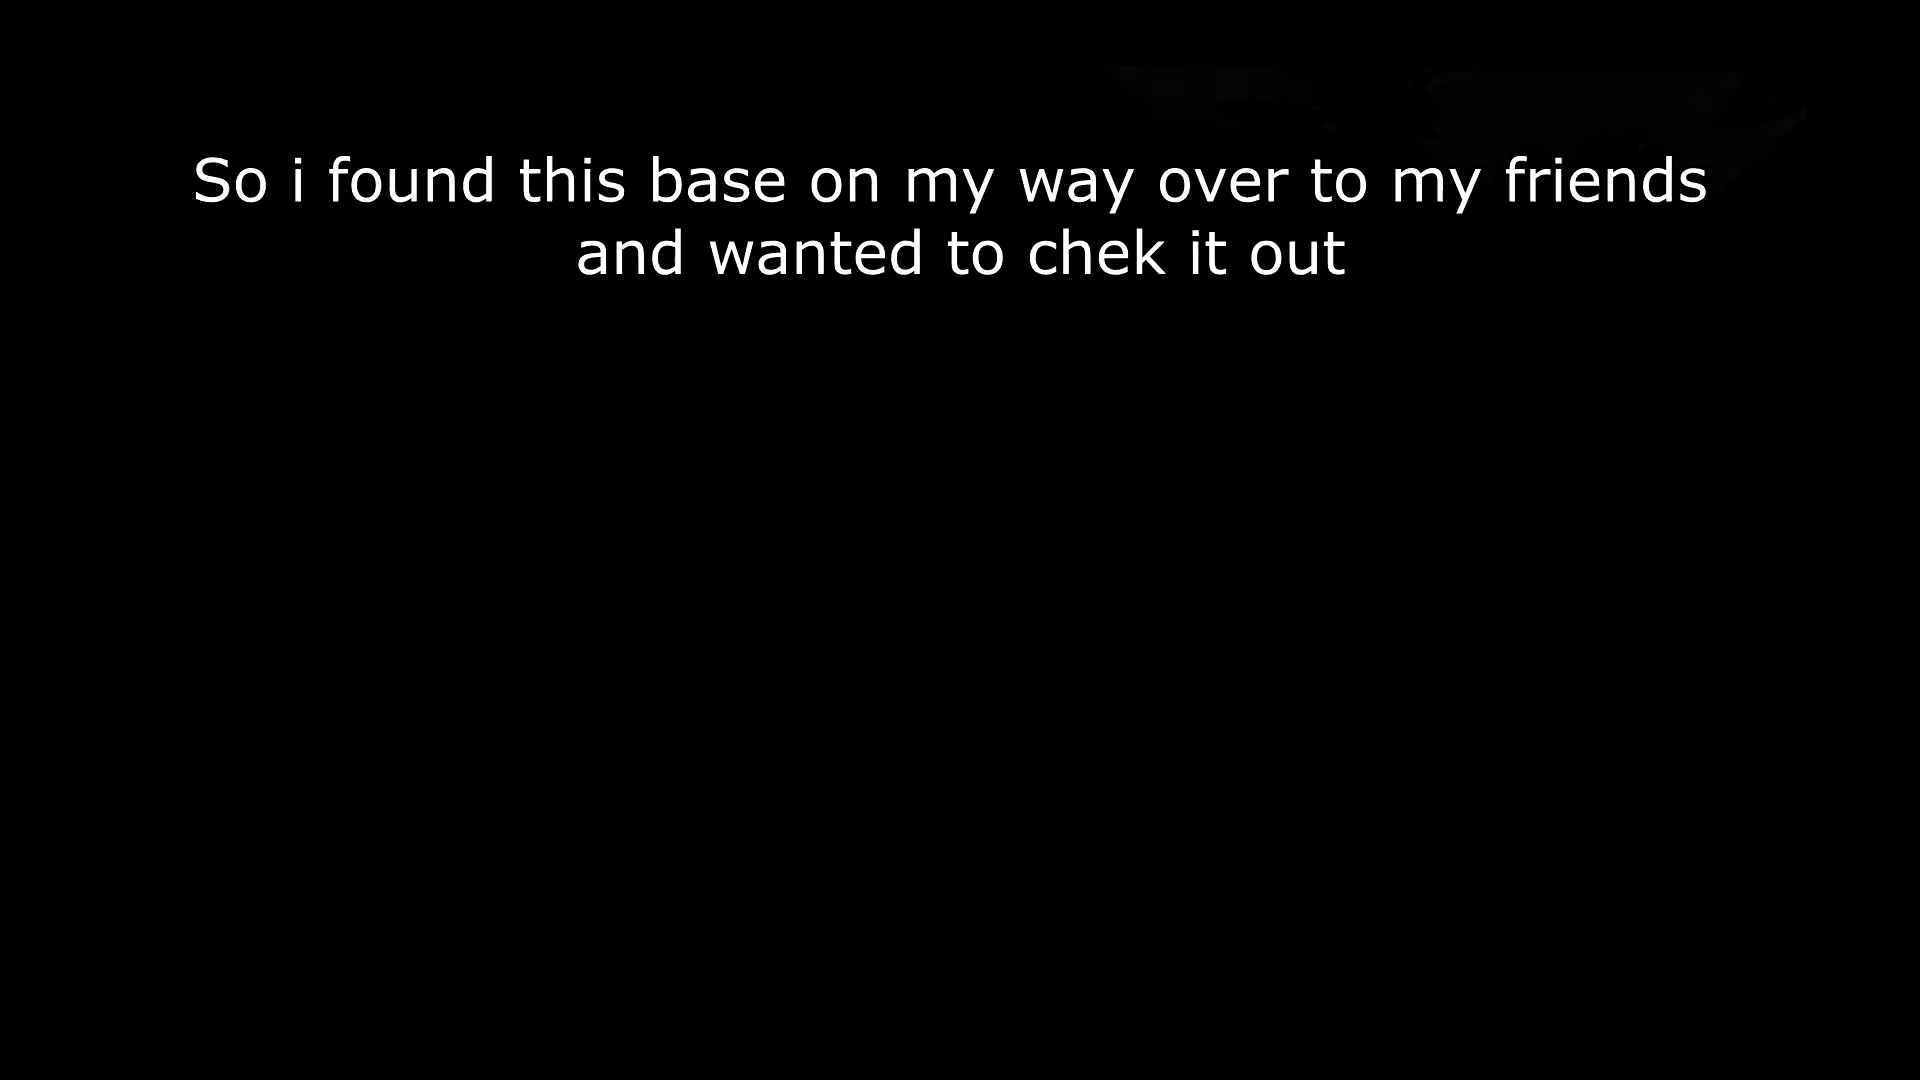 So i found this base on my way over to my friends
and wanted to chek it out